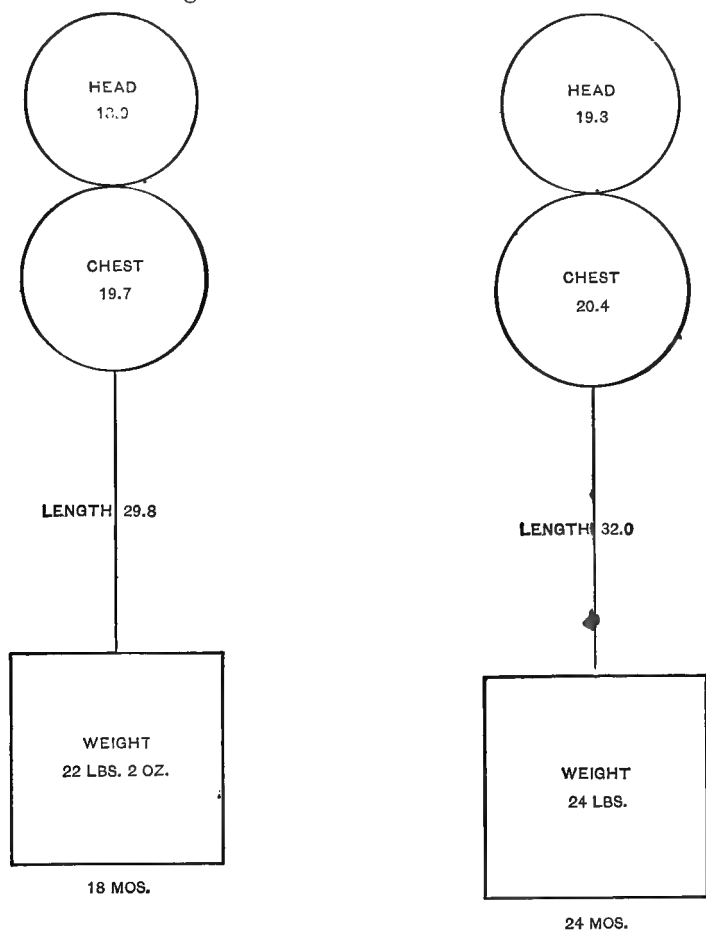 HEAD
CHEST
19.7
LENGTH 29.8
WEIGHT
22 LBS. 2 OZ.
18 MOS.
HEAD
19.3
CHEST
20.4
LENGTH 32.0
WEIGHT
24 LBS.
24 MOS.